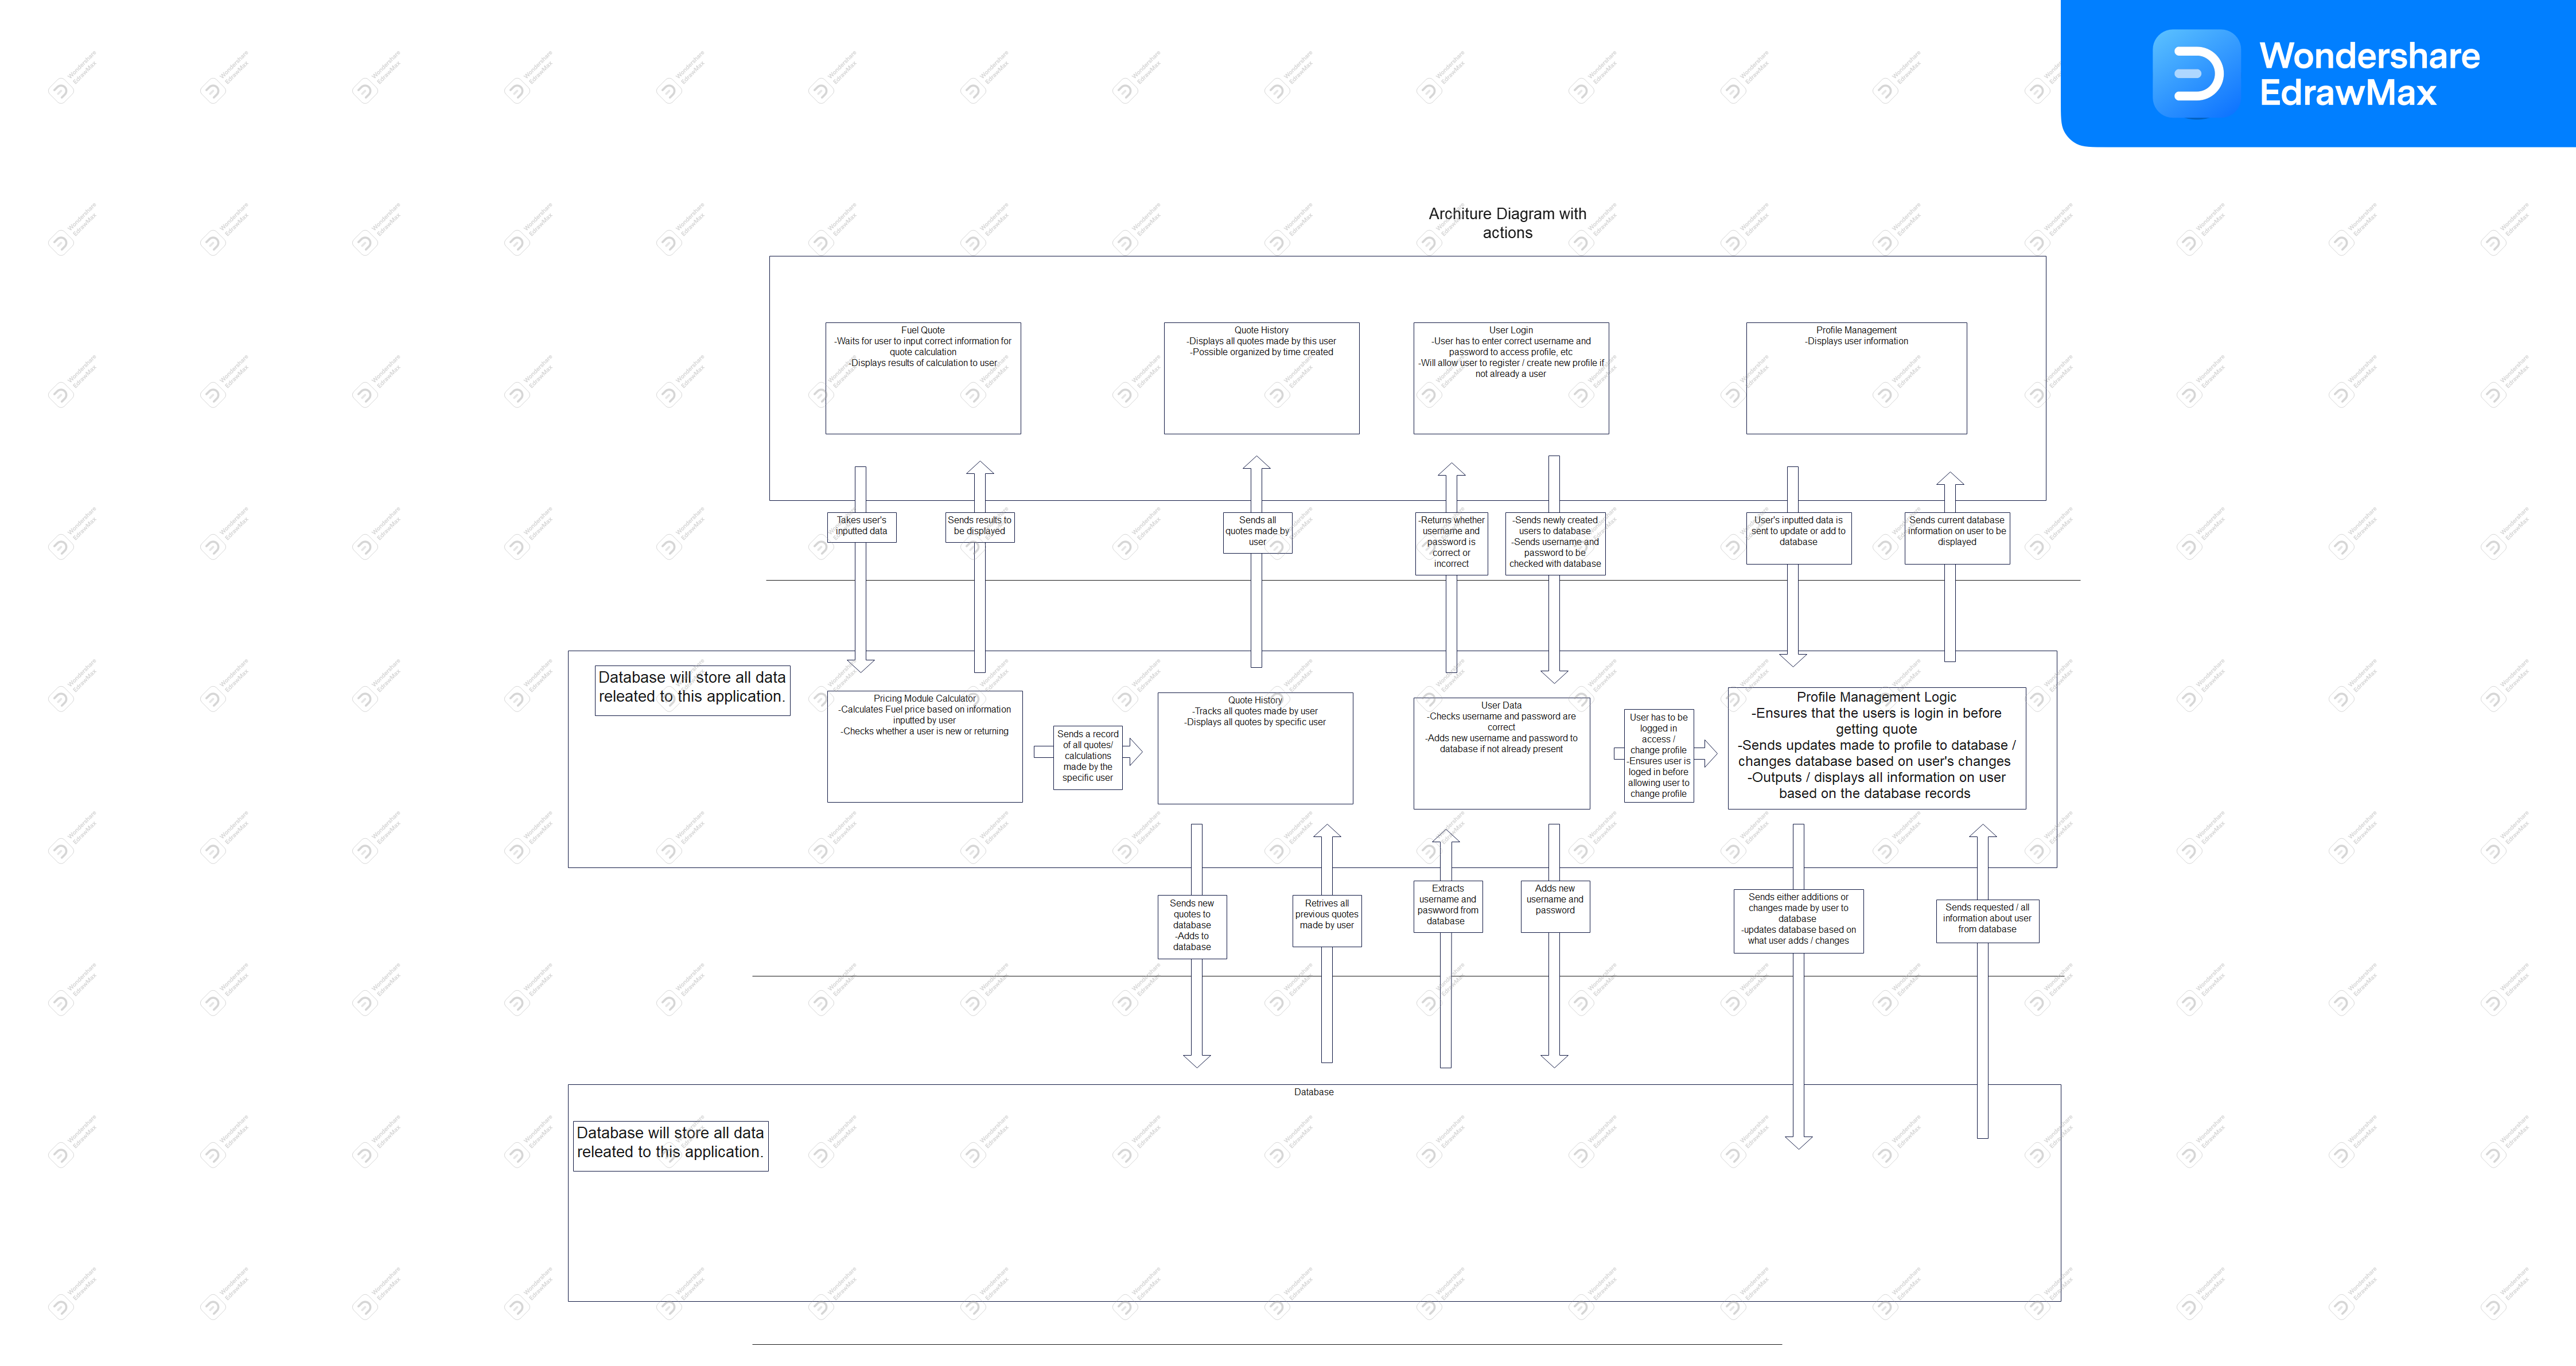 Wondershare
EdrawMax
Architure Diagram with
actions
Fuel Quote
-Waits for user to input correct information for
quote calculation
-Displays results of calculation to user
Quote History
-Displays all quotes made by this user
-Possible organized by time created
User Login
-User has to enter correct username and
password to access profile, etc
-Will allow user to register / create new profile if
not already a user
Profile Management
-Displays user information
Takes user's
inputted data
Sends results to
be displayed
Sends all
quotes made by
user
-Returns whether
username and
password is
correct or
incorrect
-Sends newly created
users to database
-Sends username and
password to be
checked with database
User's inputted data is
sent to update or add to
database
Sends current database
information on user to be
displayed
Database will store all data
releated to this application.
Pricing Module Calculator
-Calculates Fuel price based on information
inputted by user
-Checks whether a user is new or returning
Sends a record
of all quotes/
calculations
made by the
specific user
Quote History
-Tracks all quotes made by user
-Displays all quotes by specific user
User Data
-Checks username and password are
correct
-Adds new username and password to
database if not already present
User has to be
logged in
access /
change profile
-Ensures user is
loged in before
allowing user to
change profile
Profile Management Logic
-Ensures that the users is login in before
getting quote
-Sends updates made to profile to database /
changes database based on user's changes
-Outputs / displays all information on user
based on the database records
Sends new
quotes to
database
-Adds to
database
Retrives all
previous quotes
made by user
Extracts
username and
paswword from
database
Adds new
username and
password
Sends either additions or
changes made by user to
database
-updates database based on
what user adds / changes
Sends requested / all
information about user
from database
Database
Database will store all data
releated to this application.